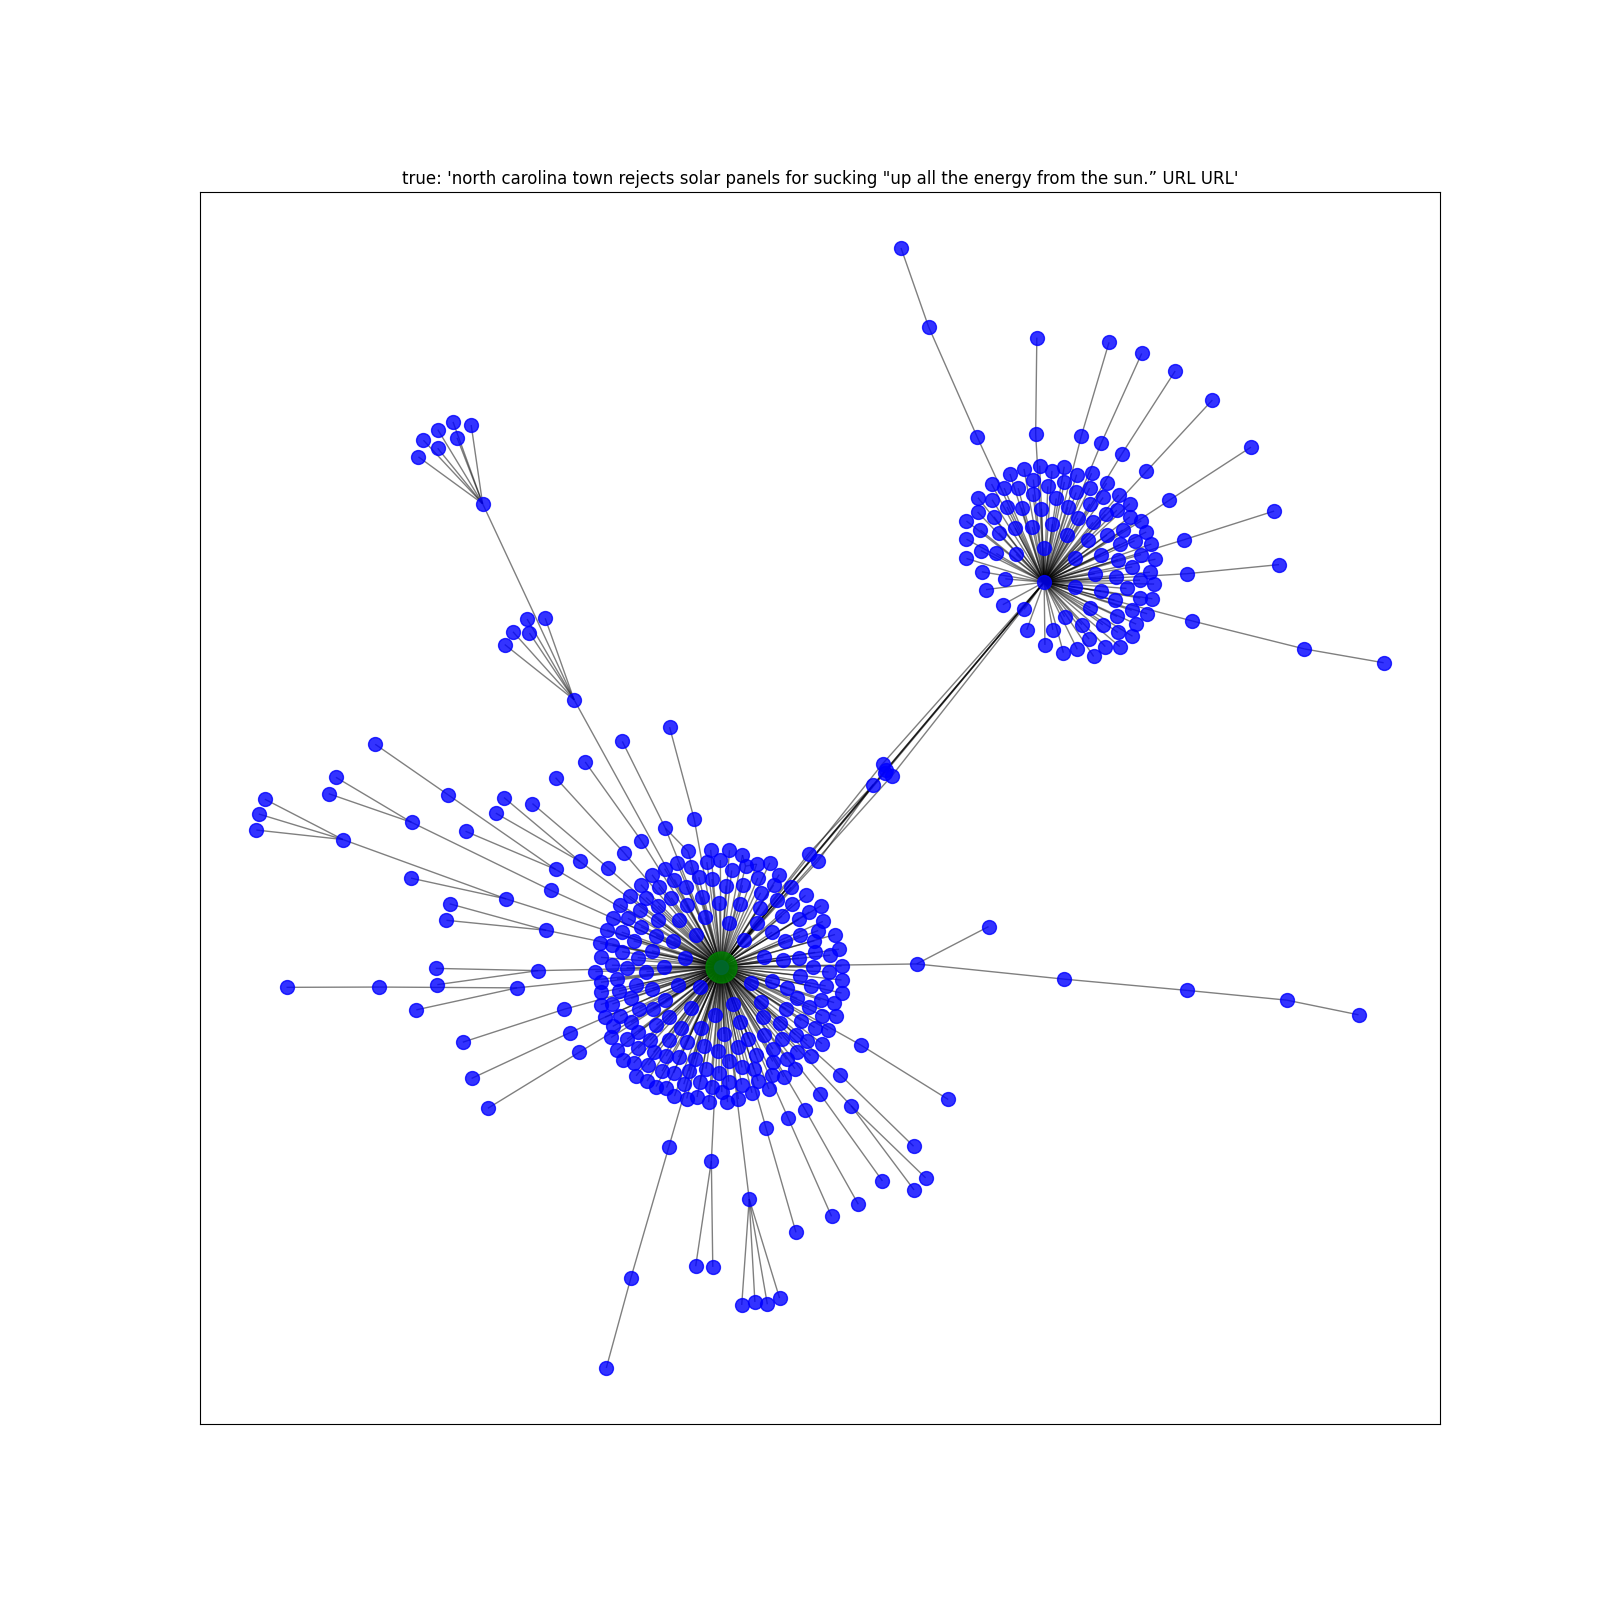 true: 'north carolina town rejects solar panels for sucking "up all the energy from the sun.” URL URL'